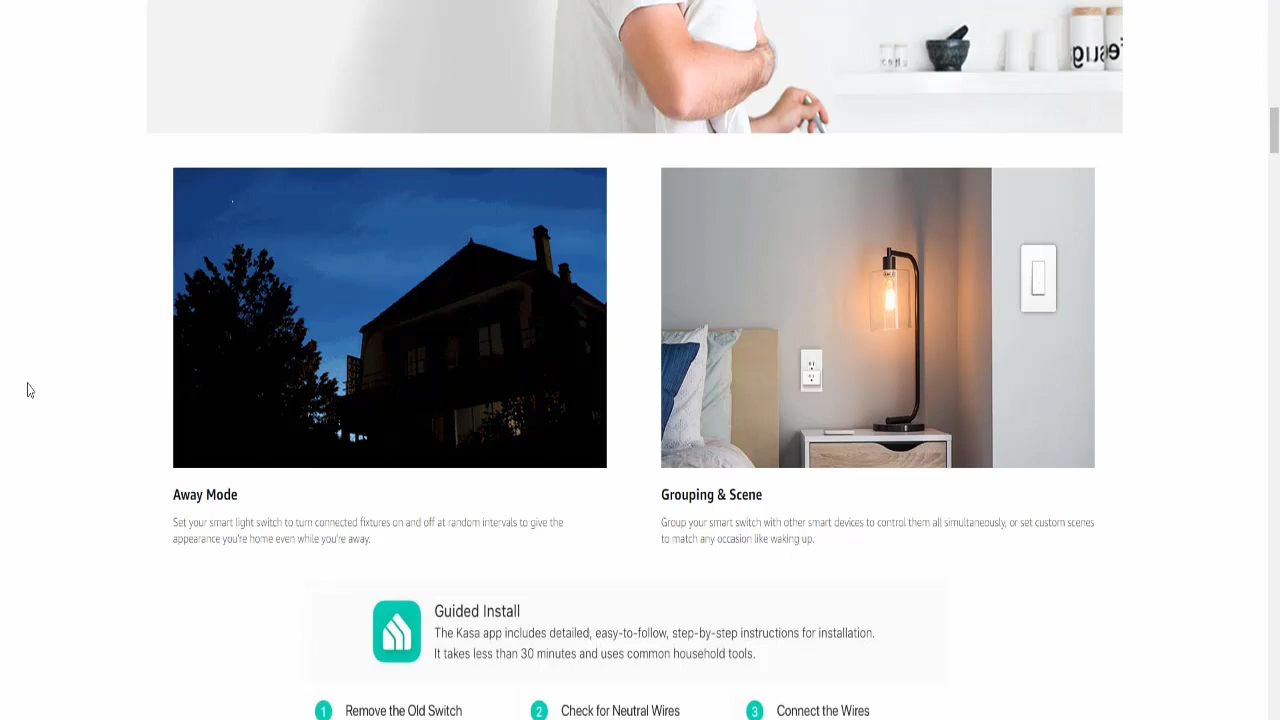 Away Mode
Set your smart light switch to turn connected fixtures on and off at random intervals to give the
appearance you're home even while you're away.
Grouping & Scene
Group your smart switch with other smart devices to control them all simultaneously, or set custom scenes
to match any occasion like waking up.
Guided Install
The Kasa app includes detailed, easy-to-follow, step-by-step instructions for installation.
It takes less than 30 minutes and uses common household tools.
1 Remove the Old Switch
2 Check for Neutral Wires
3 Connect the Wires